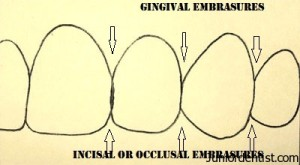 GINGIVAL EMBRASURES
INCISAL OR OCCLUSAL EMBRASURES
Juniordentist.com